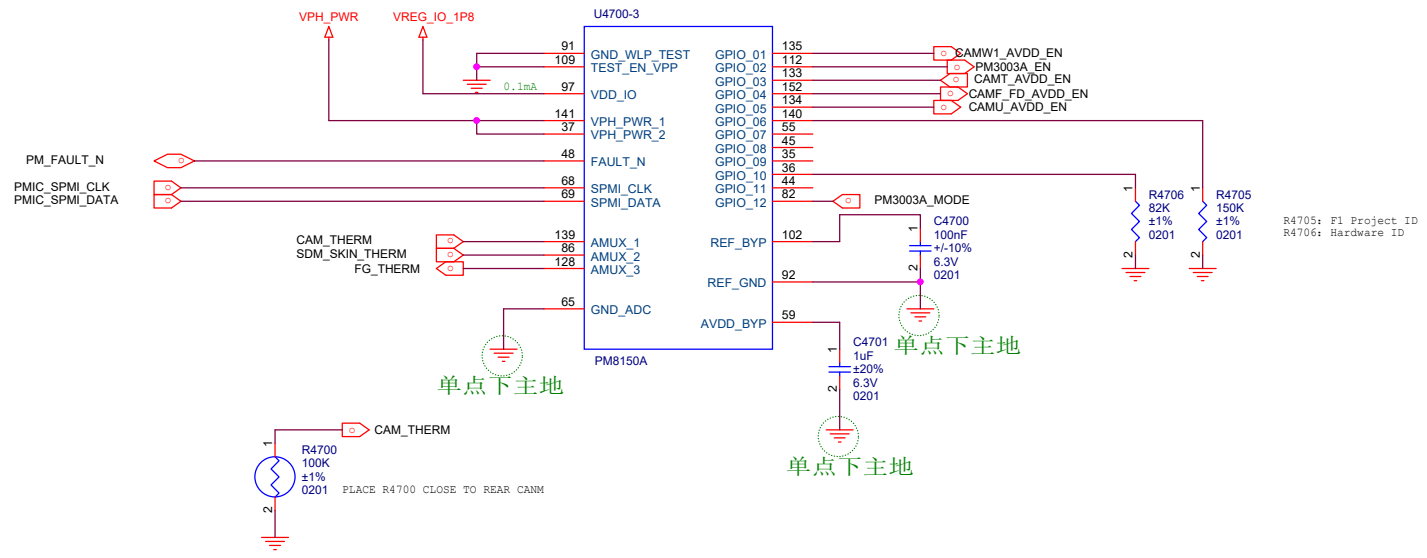 VPH_PWR
VREG_IO_1P8
U4700-3
91
GND_WLP_TEST
109
TEST_EN_VPP
0.1mA
97
VDD_IO
141
VPH_PWR_1
37
VPH_PWR_2
PM_FAULT_N
48
FAULT_N
PMIC_SPMI_CLK
68
SPMI_CLK
PMIC_SPMI_DATA
69
SPMI_DATA
CAM_THERM
139
AMUX_1
SDM_SKIN_THERM
86
AMUX_2
FG_THERM
128
AMUX_3
65
GND_ADC
单点下主地
GPIO_01
135
CAMW1_AVDD_EN
GPIO_02
112
PM3003A_EN
GPIO_03
133
CAMT_AVDD_EN
GPIO_04
152
CAMF_FD_AVDD_EN
GPIO_05
134
CAMU_AVDD_EN
GPIO_06
140
GPIO_07
55
GPIO_08
45
GPIO_09
35
GPIO_10
36
GPIO_11
44
GPIO_12
82
PM3003A_MODE
REF_BYP
102
REF_GND
92
AVDD_BYP
59
PM8150A
1
C4700
100nF
+/-10%
6.3V
0201
2
单点下主地
1
C4701
1uF
±20%
6.3V
0201
2
单点下主地
1
R4706
82K
±1%
0201
2
1
R4705
150K
±1%
0201
2
R4705: F1 Project ID
R4706: Hardware ID
CAM_THERM
1
R4700
100K
±1%
0201
2
PLACE R4700 CLOSE TO REAR CANM